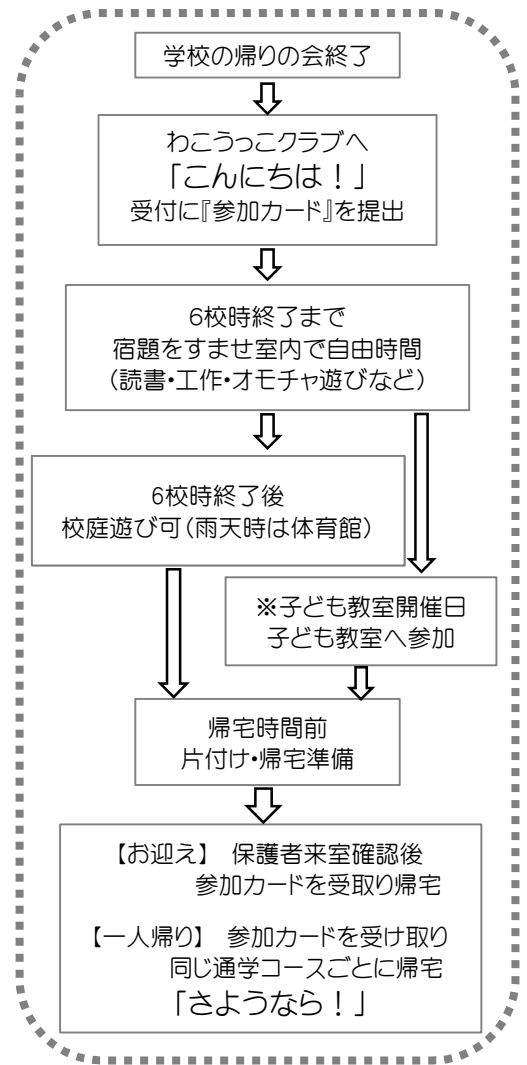 学校の帰りの会終了
わこうっこクラブへ
「こんにちは！」
受付に『参加カード』を提出
6校時終了まで
宿題をすませ室内で自由時間
（読書・工作・オモチャ遊びなど）
6校時終了後
校庭遊び可（雨天時は体育館）
※子ども教室開催日
子ども教室へ参加
帰宅時間前
片付け・帰宅準備
【お迎え】 保護者来室確認後
参加カードを受取り帰宅
【一人帰り】 参加カードを受け取り
同じ通学コースごとに帰宅
「さようなら！」